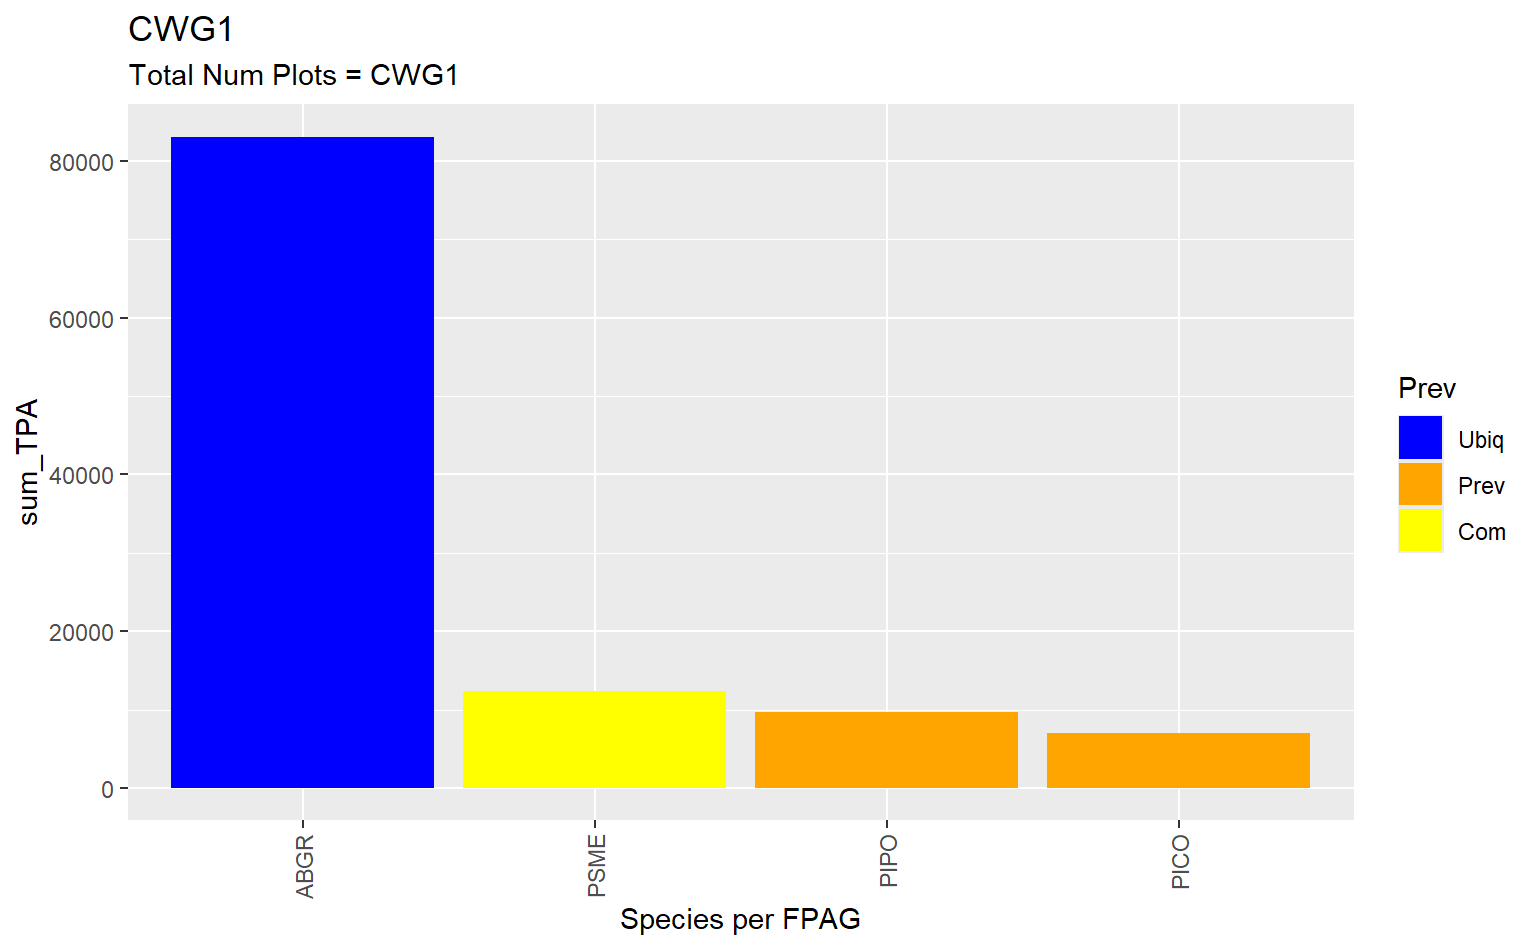 CWG1
Total Num Plots = CWG1
sum_TPA
80000
60000
40000
20000
0
ABGR
PSME
PIPO
PICO
Species per FPAG
Prev
Ubiq
Prev
Com